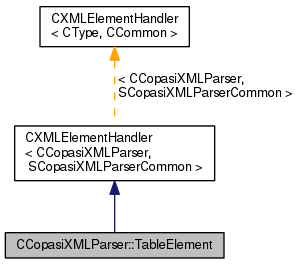 CXMLElementHandler
< CType, CCommon >
< CCopasiXMLParser,
SCopasiXMLParserCommon >
CXMLElementHandler
< CCopasiXMLParser,
SCopasiXMLParserCommon >
CCopasiXMLParser::TableElement